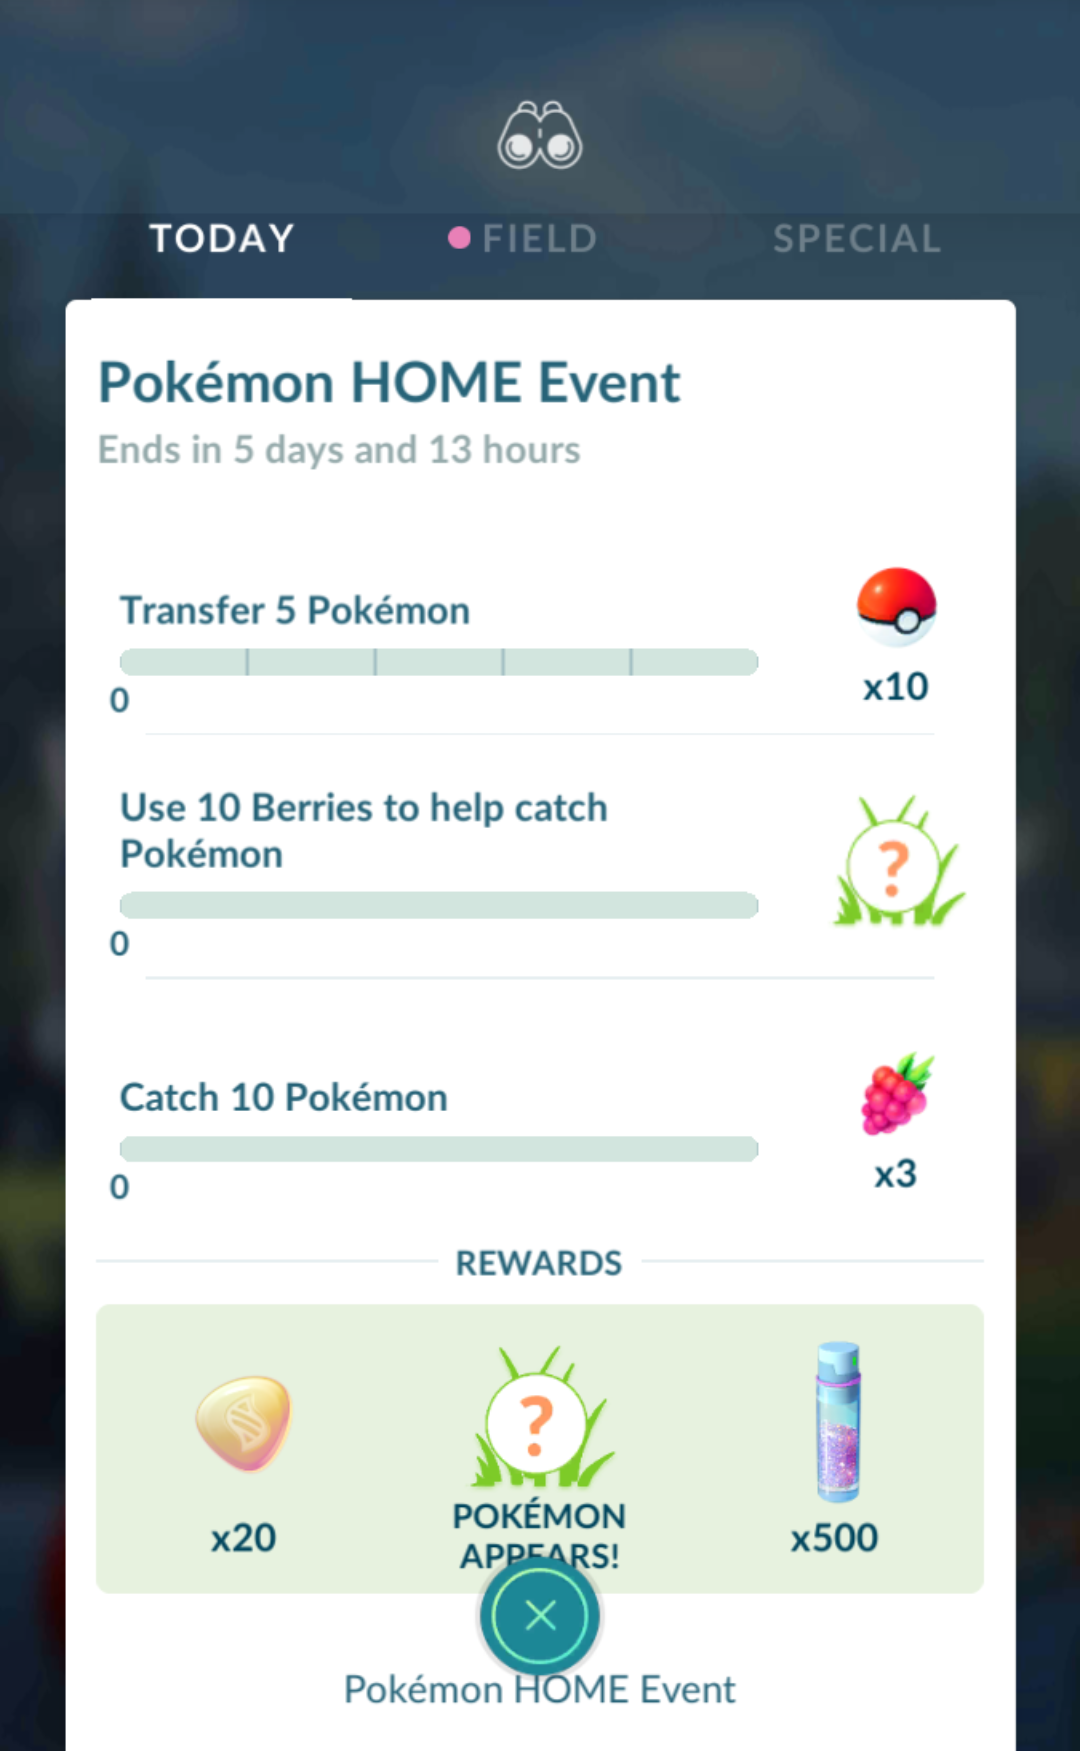 TODAY
FIELD
SPECIAL
Pokémon HOME Event
Ends in 5 days and 13 hours
Transfer 5 Pokémon
0
x10
Use 10 Berries to help catch
Pokémon
0
?
Catch 10 Pokémon
0
x3
REWARDS
?
x20
POKÉMON
APPEARS!
x500
Pokémon HOME Event